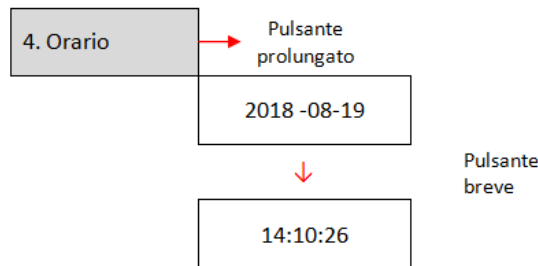 4. Orario
Pulsante
prolungato
2018 -08-19
Pulsante
breve
14:10:26